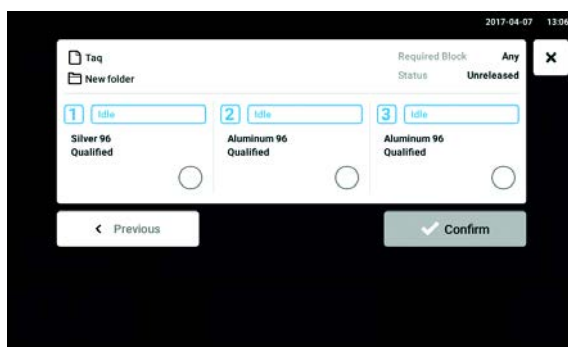 2017-04-07 13:06
Taq
Required Block Any
New folder
Status Unreleased
1 Idle
2 Idle
3 Idle
Silver 96
Qualified
Aluminum 96
Qualified
Aluminum 96
Qualified
Previous
Confirm